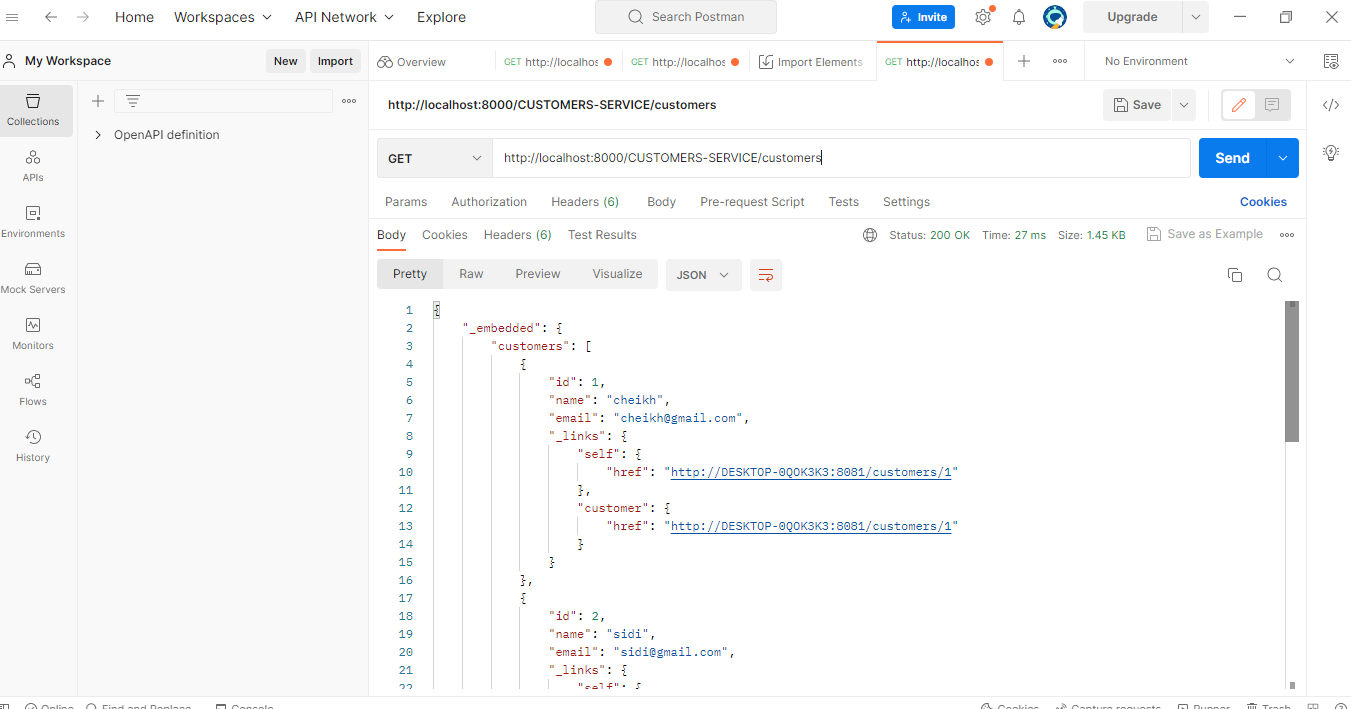 Home Workspaces API Network Explore Search Postman Invite Upgrade
My Workspace New Import Overview GET http://localhos GET http://localhos Import Elements GET http://localhos No Environment
Collections
APIs
Environments
Mock Servers
Monitors
Flows
History
OpenAPI definition
http://localhost:8000/CUSTOMERS-SERVICE/customers Save
GET http://localhost:8000/CUSTOMERS-SERVICE/customers Send
Params Authorization Headers (6) Body Pre-request Script Tests Settings Cookies
Body Cookies Headers (6) Test Results Status: 200 OK Time: 27 ms Size: 1.45 KB Save as Example
Pretty Raw Preview Visualize JSON
1 {
2 "_embedded": {
3 "customers": [
4 {
5 "id": 1,
6 "name": "cheikh",
7 "email": "cheikh@gmail.com",
8 "_links": {
9 "self": {
10 "href": "http://DESKTOP-0QOK3K3:8081/customers/1"
11 },
12 "customer": {
13 "href": "http://DESKTOP-0QOK3K3:8081/customers/1"
14 }
15 }
16 },
17 {
18 "id": 2,
19 "name": "sidi",
20 "email": "sidi@gmail.com",
21 "_links": {
22 "self": {
Online Find and Replace Console Cookies Capture requests Runner Trash